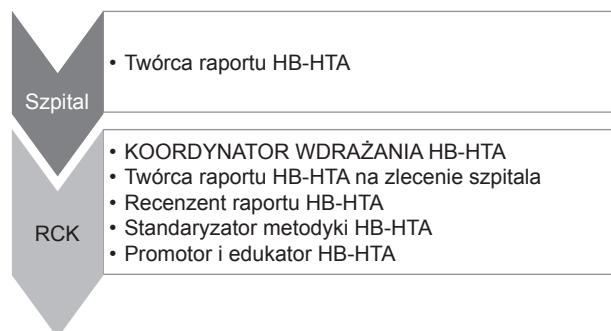 Szpital
• Twórca raportu HB-HTA
RCK
• KOORDYNATOR WDRAŻANIA HB-HTA
• Twórca raportu HB-HTA na zlecenie szpitala
• Recenzent raportu HB-HTA
• Standaryzator metodyki HB-HTA
• Promotor i edukator HB-HTA